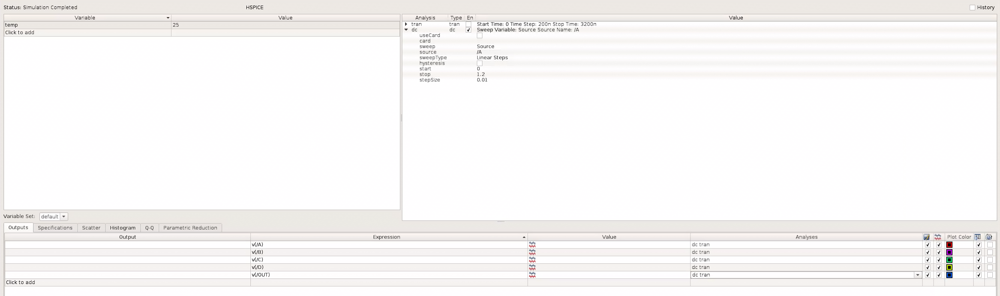 Status: Simulation Completed
HSPICE
History
Variable Value
temp 25
Click to add
Analysis Type En Value
tran tran Start Time: 0 Time Step: 200n Stop Time: 3200n
dc dc Sweep Variable: Source Source Name: /A
useCard
card
sweep Source
source /A
sweepType Linear Steps
hysteresis
start 0
stop 1.2
stepSize 0.01
Variable Set: default
Outputs Specifications Scatter Histogram Q-Q Parametric Reduction
Output Expression Value Analyses Plot Color
v(/A) dc tran
v(/B) dc tran
v(/C) dc tran
v(/D) dc tran
v(/OUT) dc tran
Click to add